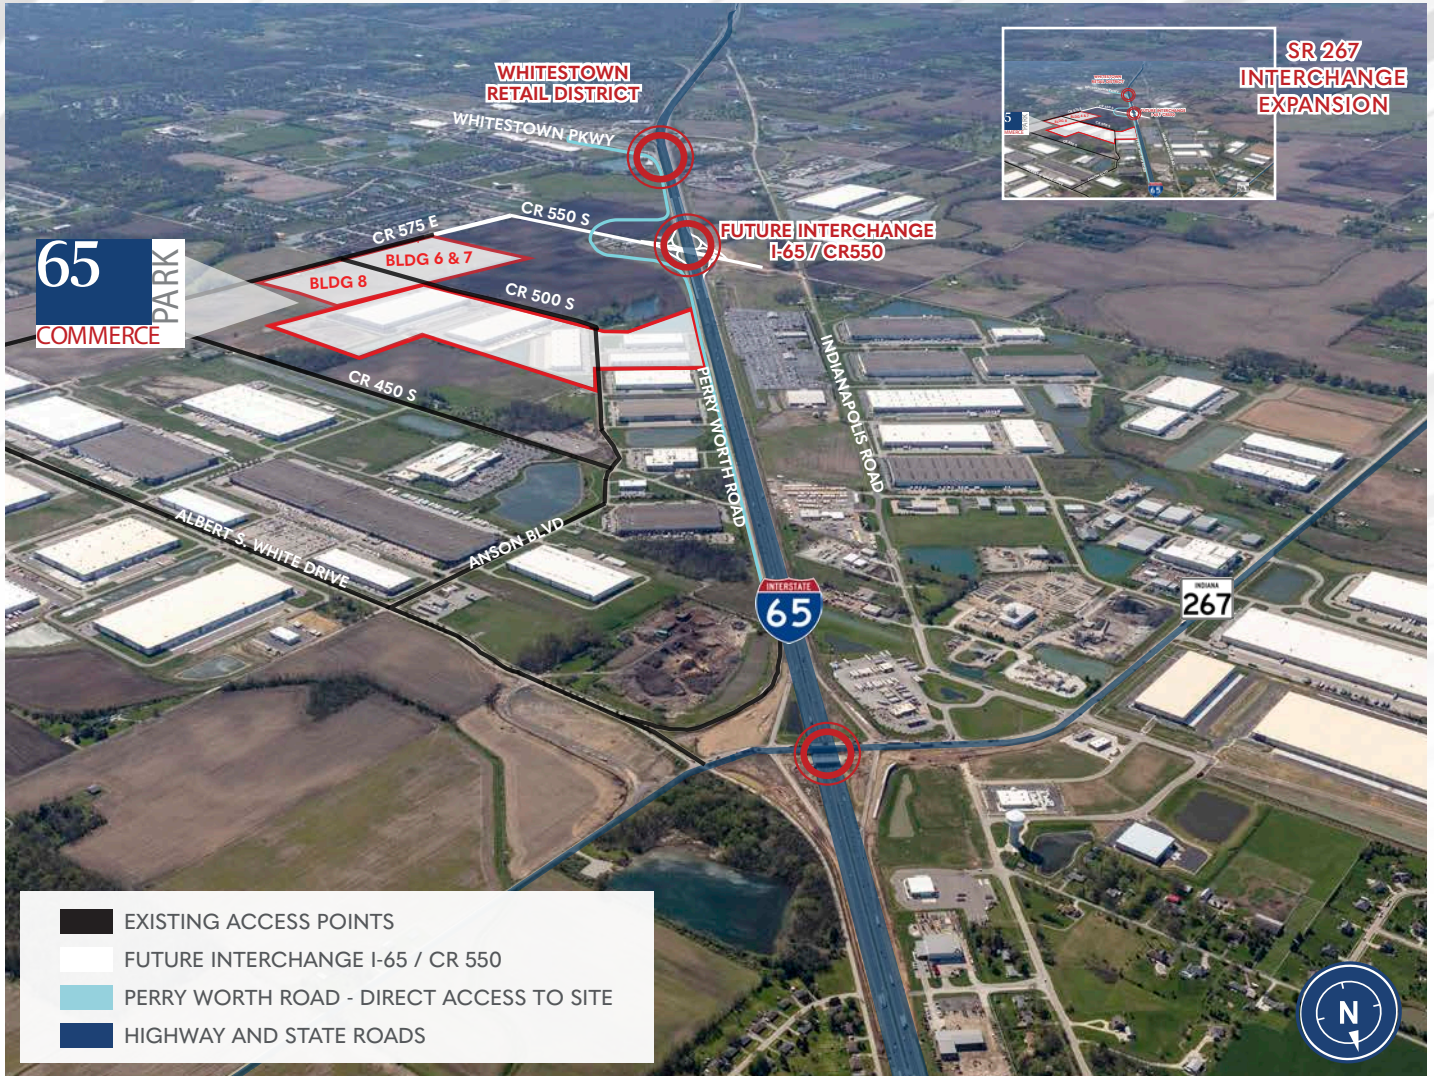 WHITESTOWN
RETAIL DISTRICT
WHITESTOWN PKWY
SR 267
INTERCHANGE
EXPANSION
CR 575 E
CR 550 S
FUTURE INTERCHANGE
I-65 / CR550
65
COMMERCE
PARK
BLDG 6 & 7
BLDG 8
CR 500 S
CR 450 S
PERRY WORTH ROAD
INDIANAPOLIS ROAD
ALBERT S. WHITE DRIVE
ANSON BLVD
INTERSTATE
65
INDIANA
267
EXISTING ACCESS POINTS
FUTURE INTERCHANGE I-65 / CR 550
PERRY WORTH ROAD - DIRECT ACCESS TO SITE
HIGHWAY AND STATE ROADS
N